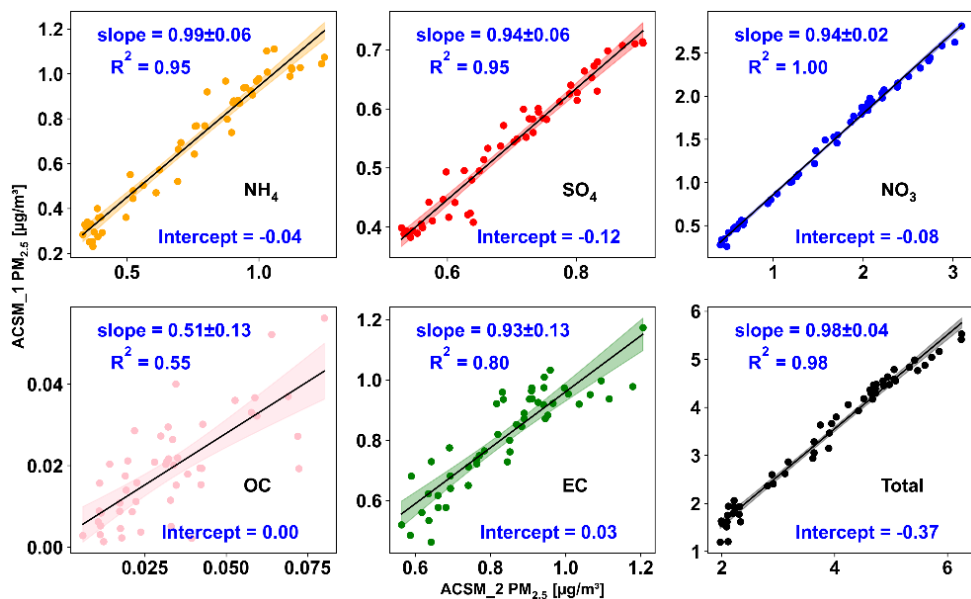 ACSM_1 PM2.5 [µg/m³]
1.2
1.0
0.8
0.6
0.4
0.2
slope = 0.99±0.06
R² = 0.95
NH4
Intercept = -0.04
0.5
1.0
0.7
0.6
0.5
0.4
slope = 0.94±0.06
R² = 0.95
SO4
Intercept = -0.12
0.6
0.8
2.5
2.0
1.5
1.0
0.5
slope = 0.94±0.02
R² = 1.00
NO3
Intercept = -0.08
1
2
3
0.04
0.02
0.00
slope = 0.51±0.13
R² = 0.55
OC
Intercept = 0.00
0.025
0.050
0.075
1.2
1.0
0.8
0.6
slope = 0.93±0.13
R² = 0.80
EC
Intercept = 0.03
0.6
0.8
1.0
1.2
6
5
4
3
2
1
slope = 0.98±0.04
R² = 0.98
Total
Intercept = -0.37
2
4
6
ACSM_2 PM2.5 [µg/m³]